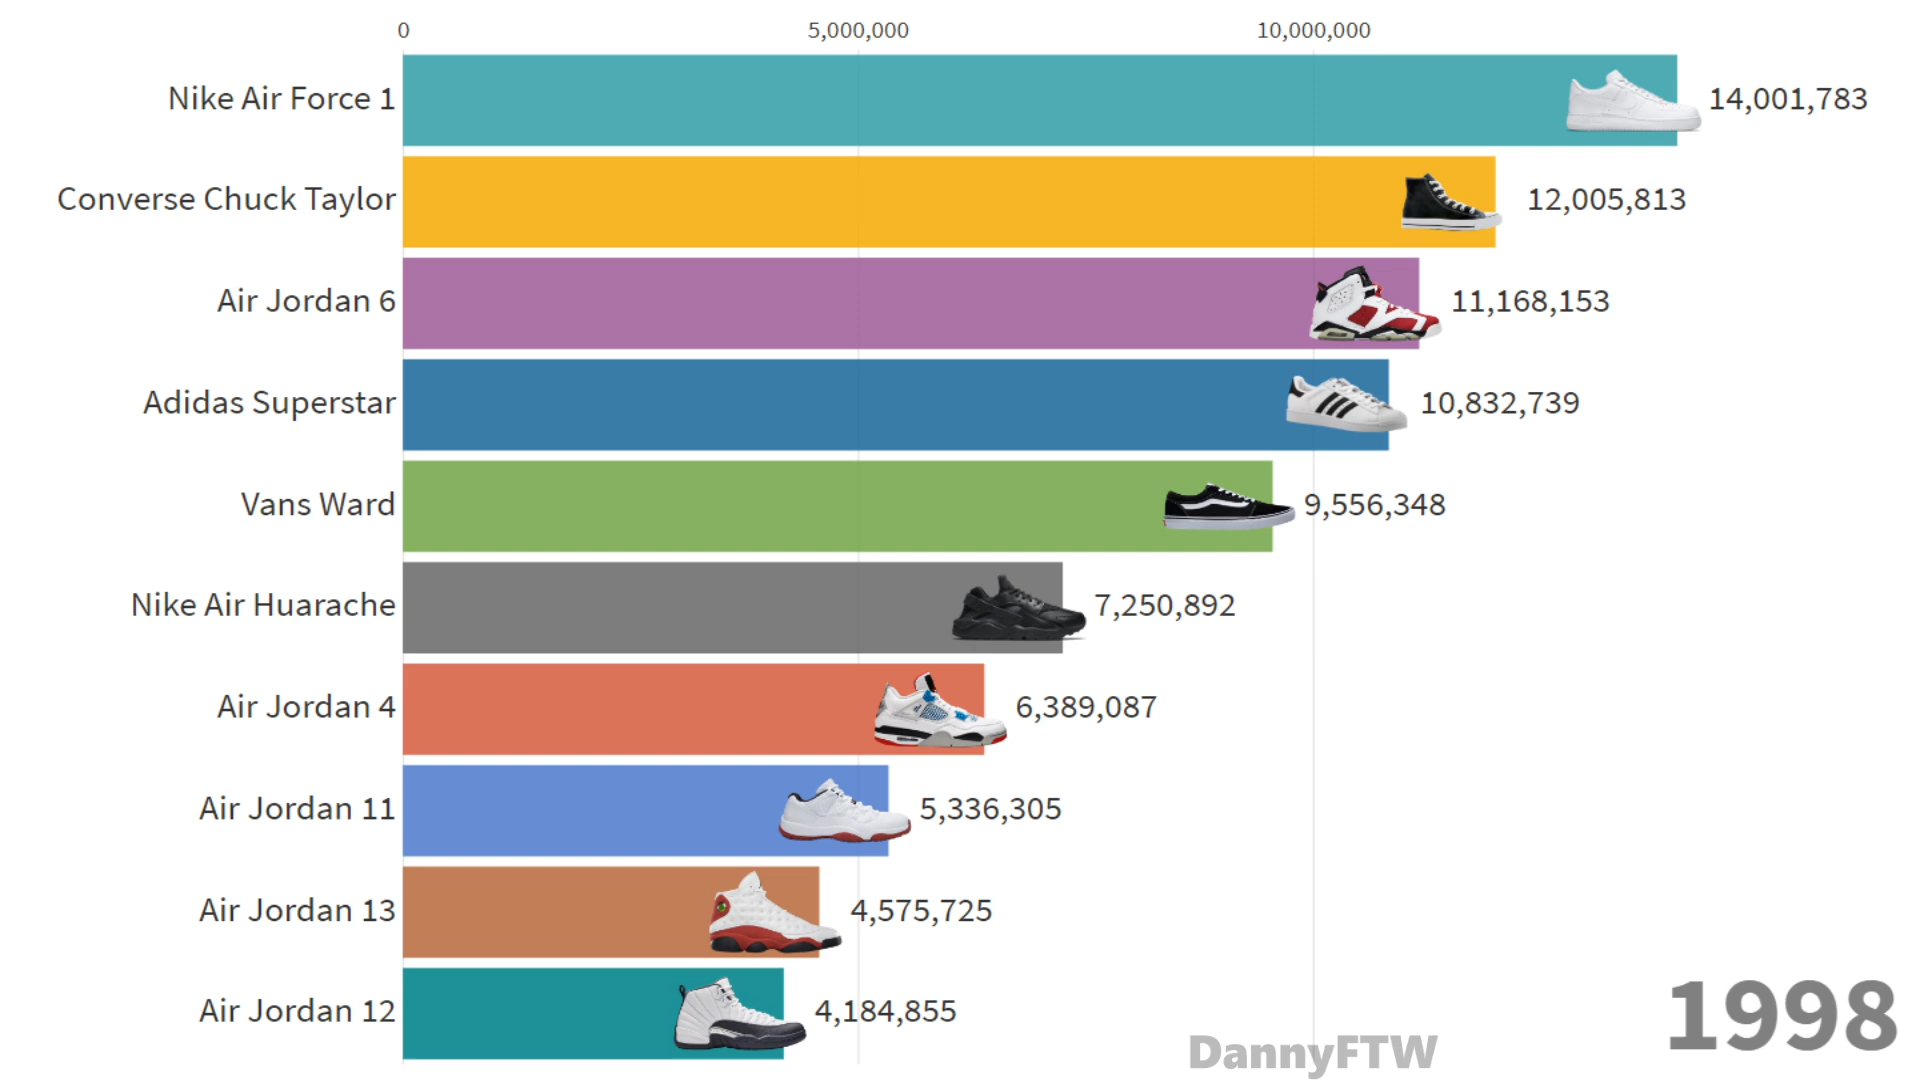 0 5,000,000 10,000,000
Nike Air Force 1 14,001,783
Converse Chuck Taylor 12,005,813
Air Jordan 6 11,168,153
Adidas Superstar 10,832,739
Vans Ward 9,556,348
Nike Air Huarache 7,250,892
Air Jordan 4 6,389,087
Air Jordan 11 5,336,305
Air Jordan 13 4,575,725
Air Jordan 12 4,184,855
1998
DannyFTW